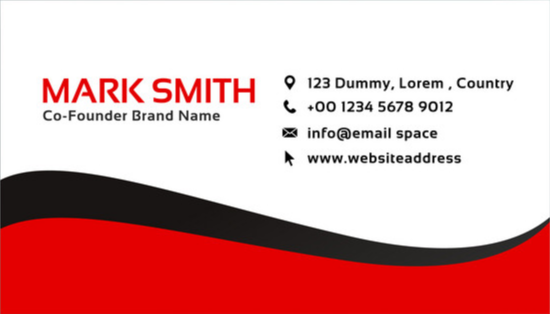 MARK SMITH
Co-Founder Brand Name
123 Dummy, Lorem , Country
+00 1234 5678 9012
info@email space
www.websiteaddress